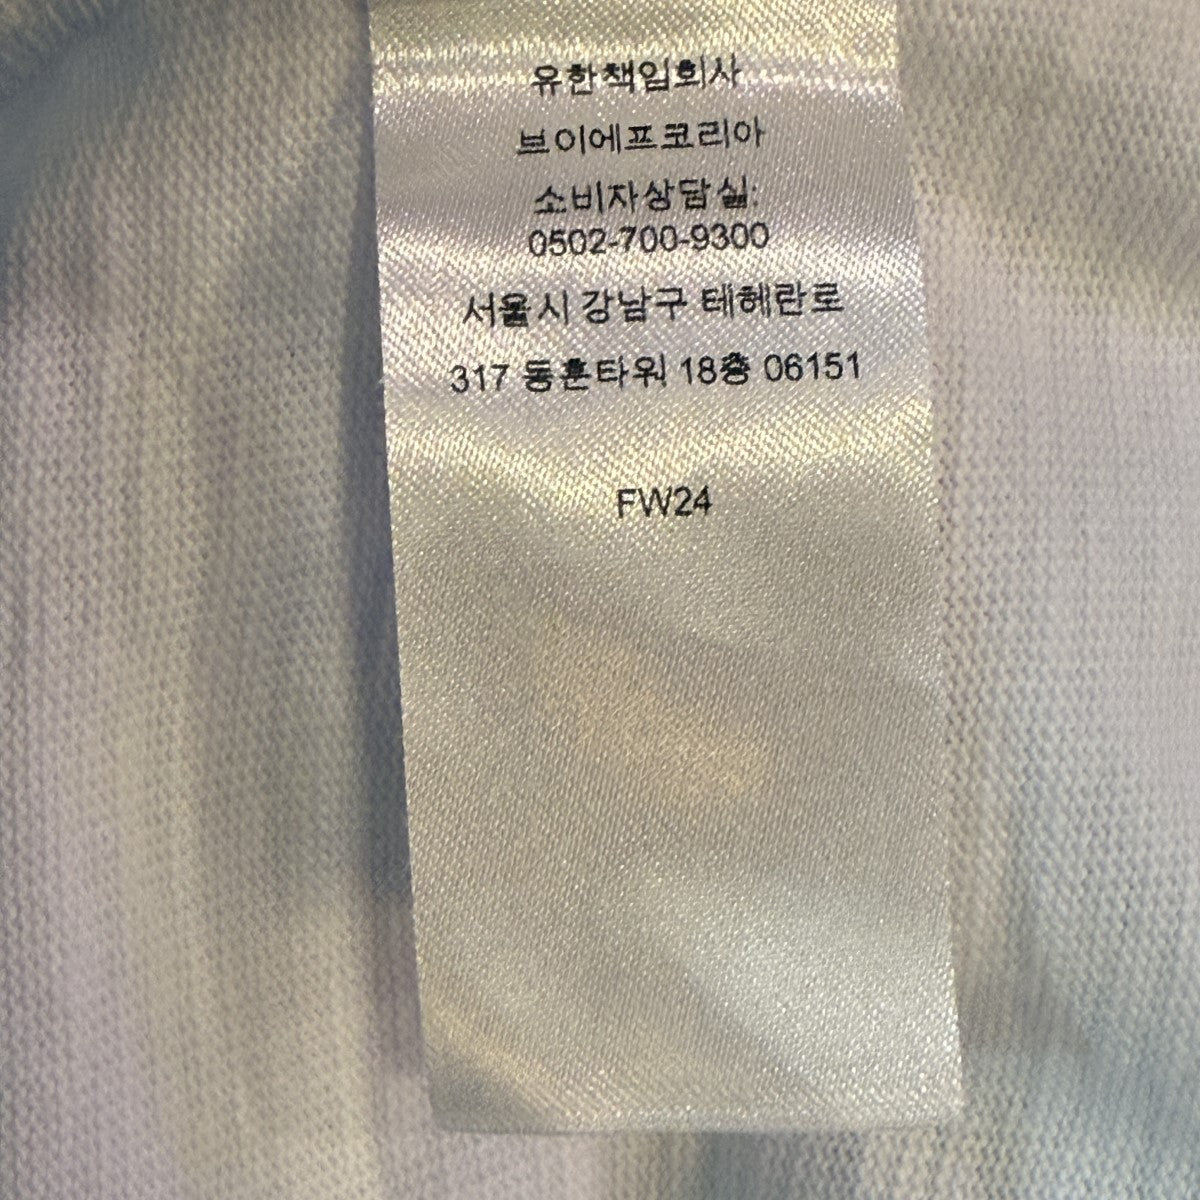 유한책임회사
브이에프코리아
소비자상담실:
0502-700-9300
서울시 강남구 테헤란로
317 동훈타워 18층 06151
FW24